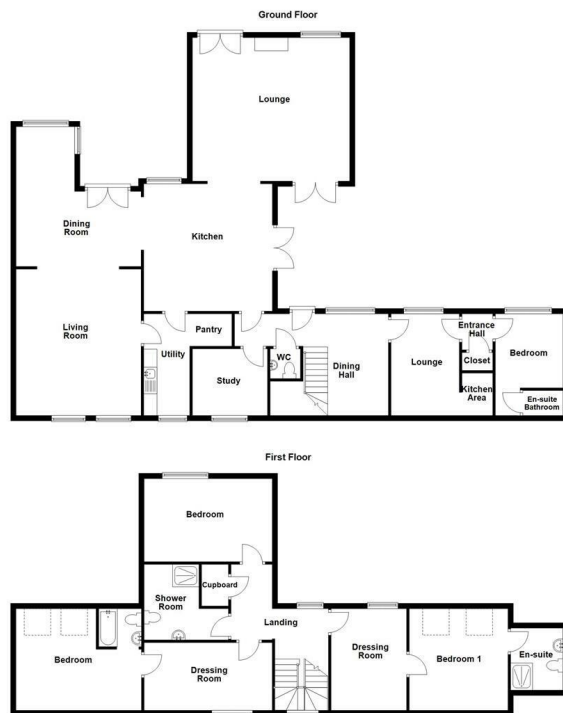 Ground Floor
Lounge
Dining
Room
Kitchen
Living
Room
Pantry
Utility
Study
WC
Dining
Hall
Lounge
Entrance
Hall
Closet
Kitchen
Area
Bedroom
En-suite
Bathroom
First Floor
Bedroom
Shower
Room
Cupboard
Landing
Bedroom
Dressing
Room
Dressing
Room
Bedroom 1
En-suite